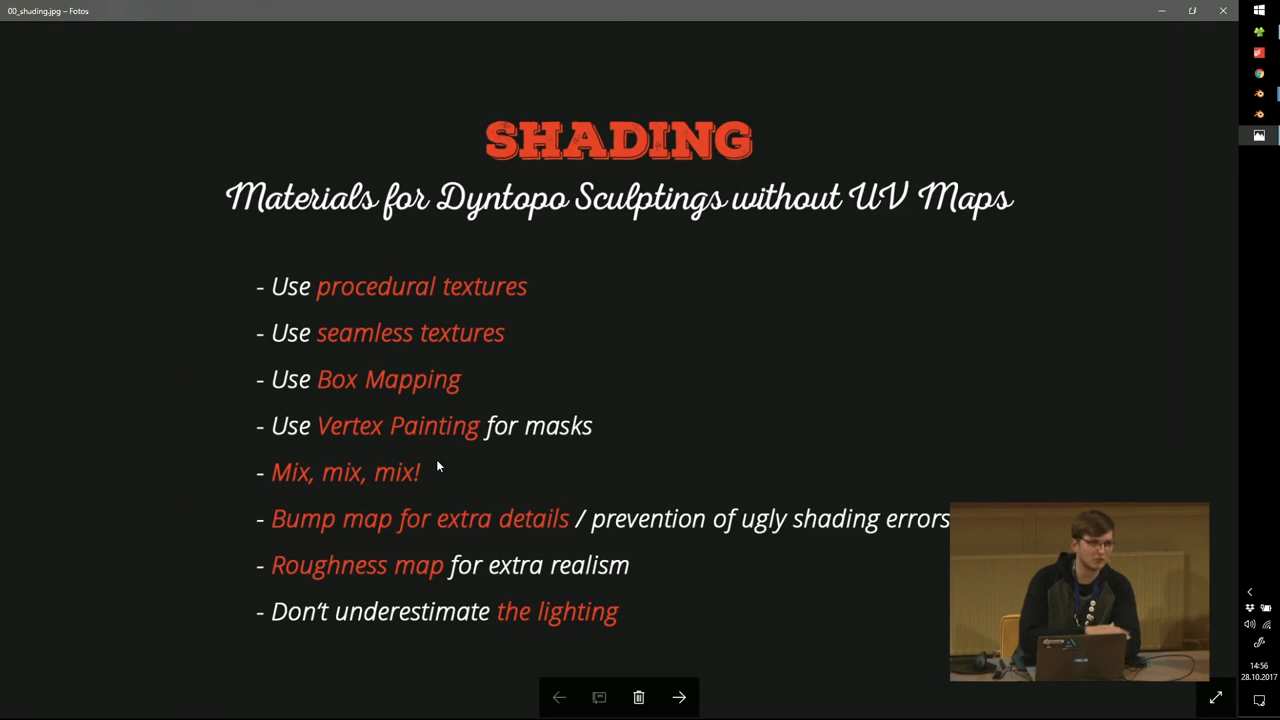 00_shading.jpg – Fotos
SHADING
Materials for Dyntopo Sculptings without UV Maps
- Use procedural textures
- Use seamless textures
- Use Box Mapping
- Use Vertex Painting for masks
- Mix, mix, mix!
- Bump map for extra details / prevention of ugly shading errors
- Roughness map for extra realism
- Don't underestimate the lighting
ASUS
14:56
28.10.2017